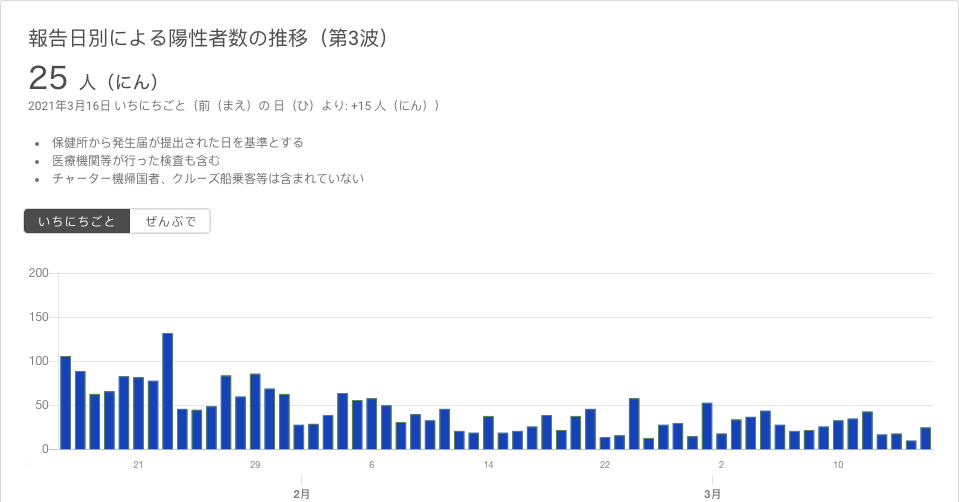 報告日別による陽性者数の推移（第3波）
25 人（にん）
2021年3月16日 いちにちごと（前（まえ）の 日（ひ）より: +15 人（にん））
• 保健所から発生届が提出された日を基準とする
• 医療機関等が行った検査も含む
• チャーター機帰国者、クルーズ船乗客等は含まれていない
いちにちごと ぜんぶで
200
150
100
50
0
21 29 6 14 22 2 10
2月 3月